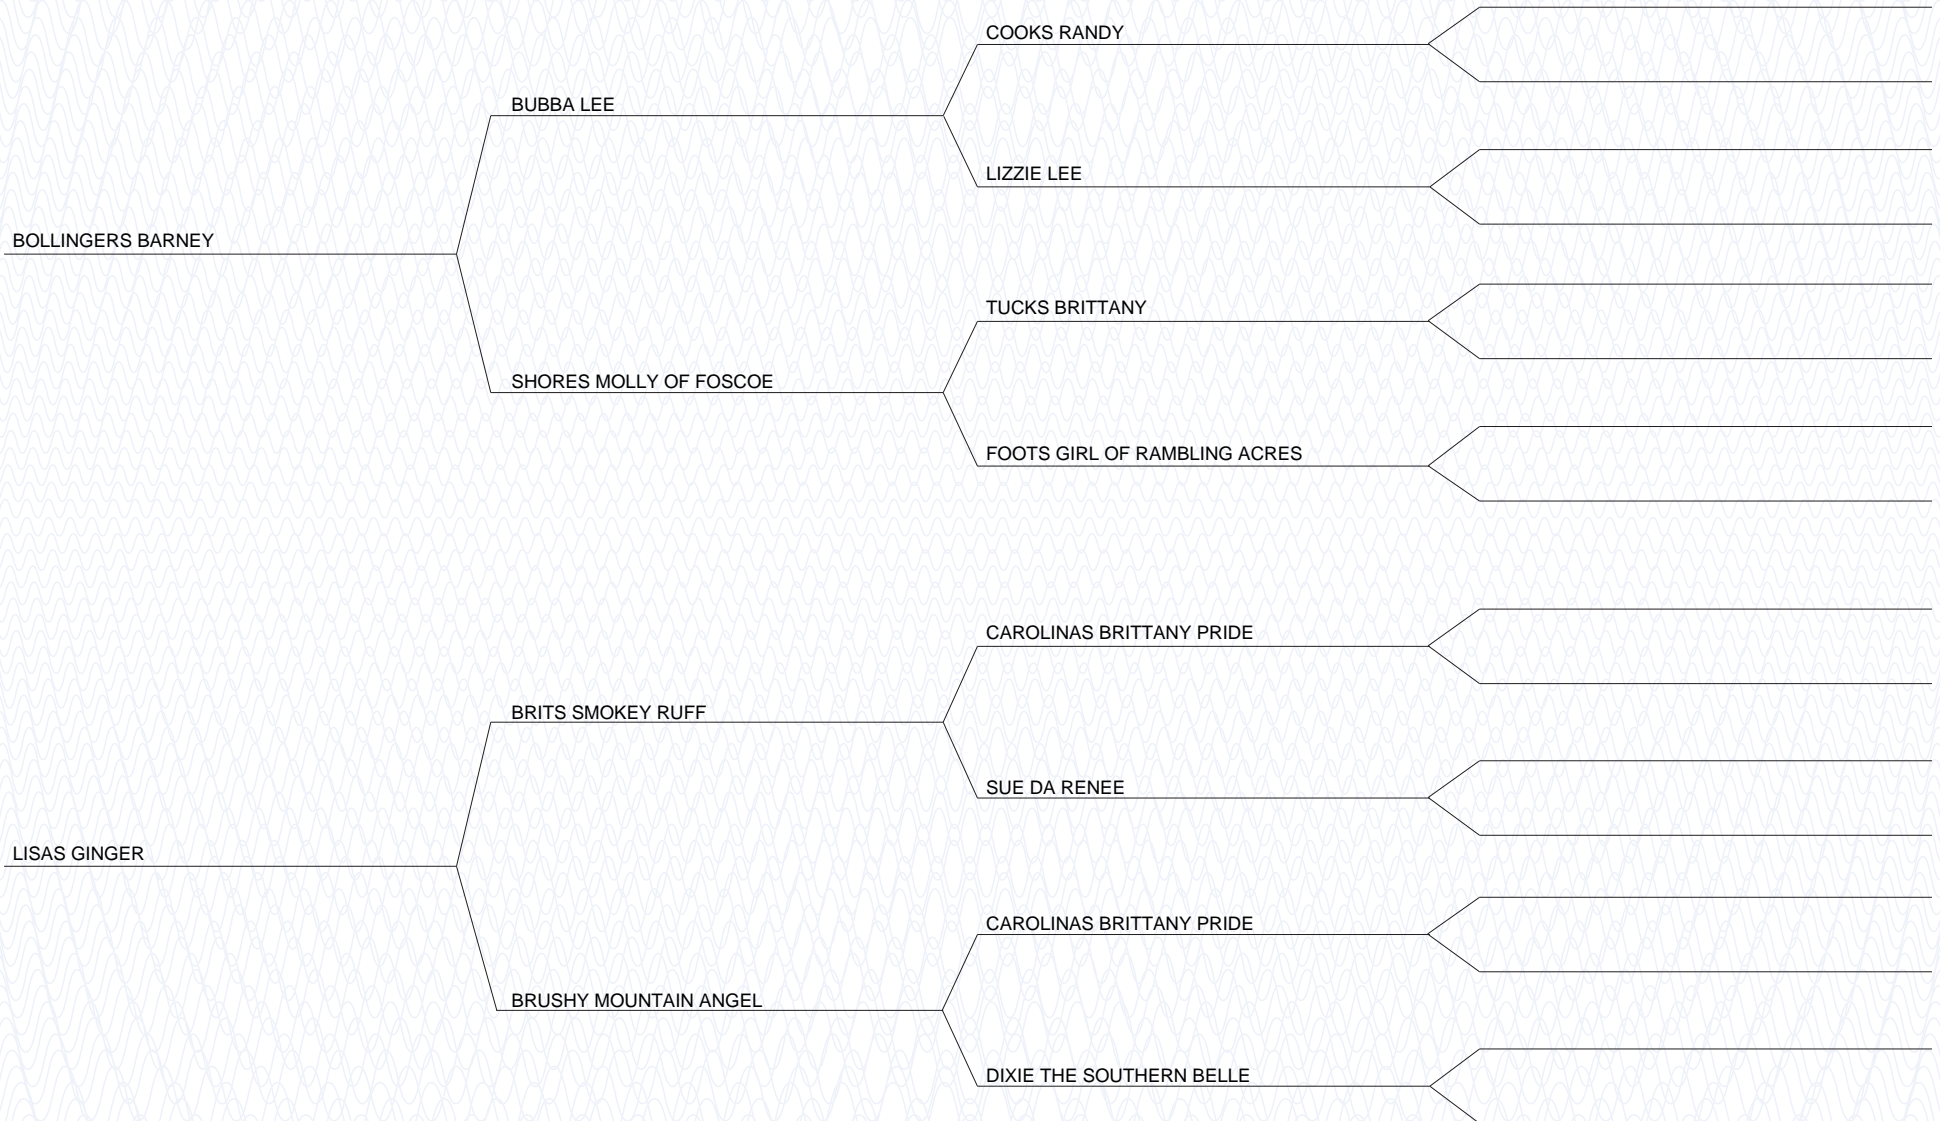 COOKS RANDY
BUBBA LEE
LIZZIE LEE
BOLLINGERS BARNEY
TUCKS BRITTANY
SHORES MOLLY OF FOSCOE
FOOTS GIRL OF RAMBLING ACRES
CAROLINAS BRITTANY PRIDE
BRITS SMOKEY RUFF
SUE DA RENEE
LISAS GINGER
CAROLINAS BRITTANY PRIDE
BRUSHY MOUNTAIN ANGEL
DIXIE THE SOUTHERN BELLE